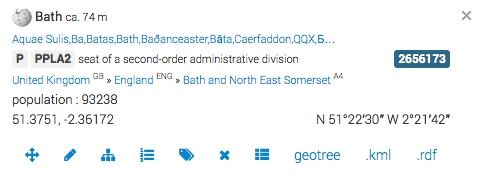 Bath ca. 74 m
Aquae Sulis,Ba,Batas,Bath,Baðanceaster,Bāta,Caerfaddon,QQX,Б...
P PPLA2 seat of a second-order administrative division 2656173
United Kingdom GB » England ENG » Bath and North East Somerset A4
population : 93238
51.3751, -2.36172 N 51°22′30″ W 2°21′42″
geotree .kml .rdf